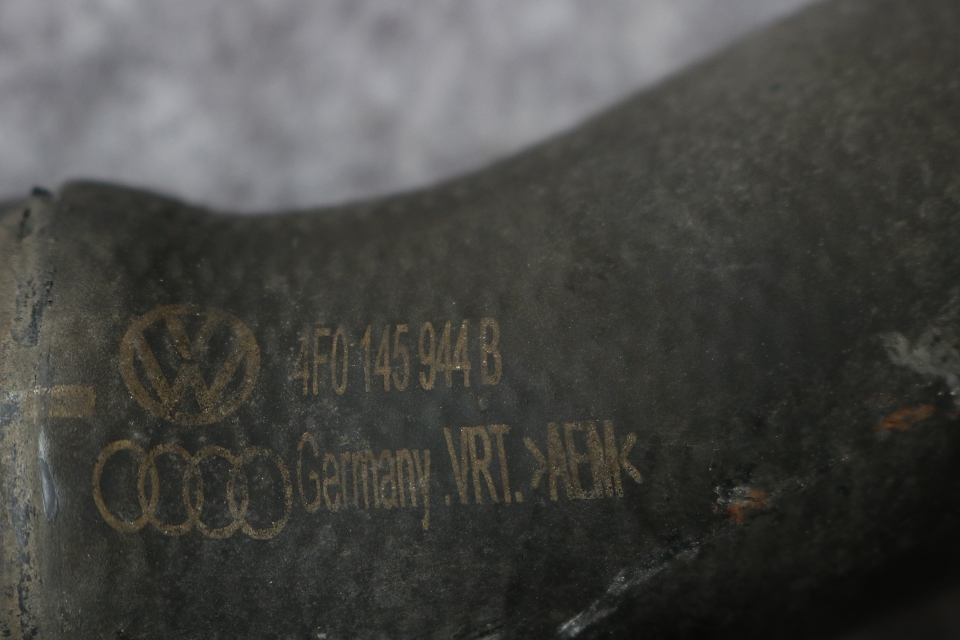 4F0 145 944 B
Germany .VRT. >AEM<